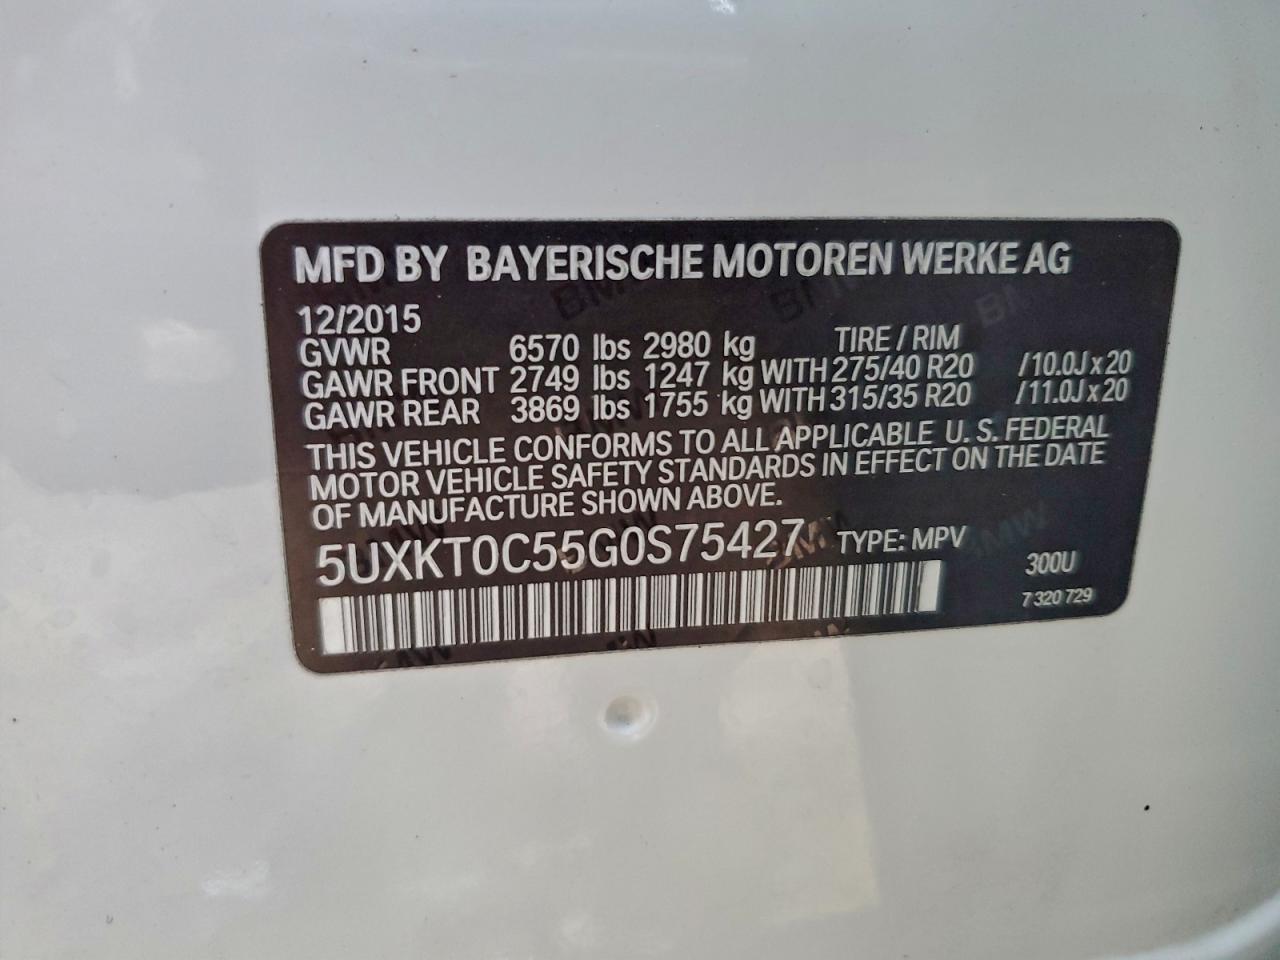 MFD BY BAYERISCHE MOTOREN WERKE AG
12/2015
GVWR 6570 lbs 2980 kg TIRE / RIM
GAWR FRONT 2749 lbs 1247 kg WITH 275/40 R20 /10.0J x 20
GAWR REAR 3869 lbs 1755 kg WITH 315/35 R20 /11.0J x 20
THIS VEHICLE CONFORMS TO ALL APPLICABLE U. S. FEDERAL
MOTOR VEHICLE SAFETY STANDARDS IN EFFECT ON THE DATE
OF MANUFACTURE SHOWN ABOVE.
5UXKT0C55G0S75427 TYPE: MPV
300U
7 320 729